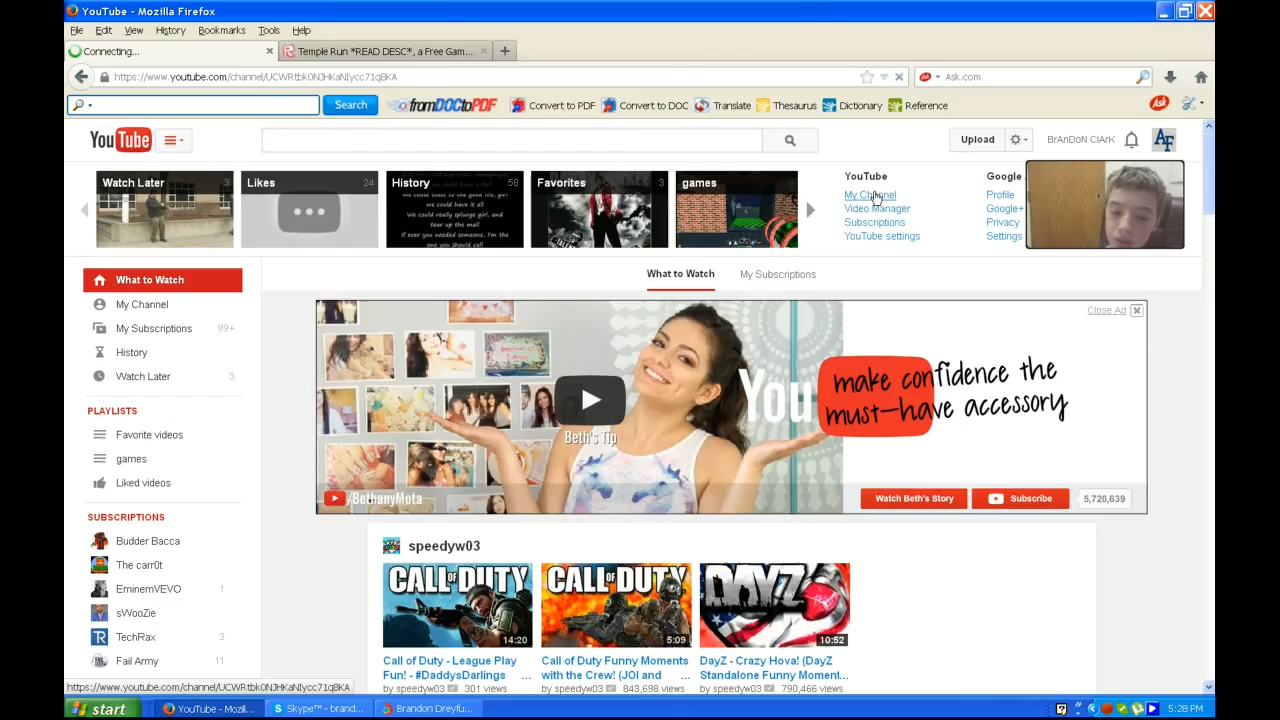 YouTube - Mozilla Firefox
File Edit View History Bookmarks Tools Help
Connecting...
Temple Run *READ DESC*, a Free Gam...
https://www.youtube.com/channel/UCWRtbk0NJHKaNIycc71qBKA
Ask.com
Search
fromDOCtoPDF
Convert to PDF
Convert to DOC
Translate
Thesaurus
Dictionary
Reference
Ask
YouTube
Upload
BrAnDoN ClArK
AF
Watch Later 3
Likes 24
History 58
Favorites 3
games
YouTube
My Channel
Video Manager
Subscriptions
YouTube settings
Google
Profile
Google+
Privacy
Settings
What to Watch
My Channel
My Subscriptions 99+
History
Watch Later 3
PLAYLISTS
Favorite videos
games
Liked videos
SUBSCRIPTIONS
Budder Bacca
The carr0t
EminemVEVO 1
sWooZie
TechRax 3
Fail Army 11
What to Watch
My Subscriptions
Close Ad
You make confidence the
must-have accessory
Beth's Tip
/BethanyMota
Watch Beth's Story
Subscribe
5,720,639
speedyw03
CALL OF DUTY
14:20
CALL OF DUTY
5:09
DAYZ
10:52
Call of Duty - League Play
Fun! - #DaddysDarlings ...
by speedyw03 301 views
Call of Duty Funny Moments
with the Crew! (JOI and ...
by speedyw03 843,698 views
DayZ - Crazy Hova! (DayZ
Standalone Funny Moment...
by speedyw03 790,466 views
https://www.youtube.com/channel/UCWRtbk0NJHKaNIycc71qBKA
start
YouTube - Mozill...
Skype™ - brand...
Brandon Dreyfu...
5:28 PM